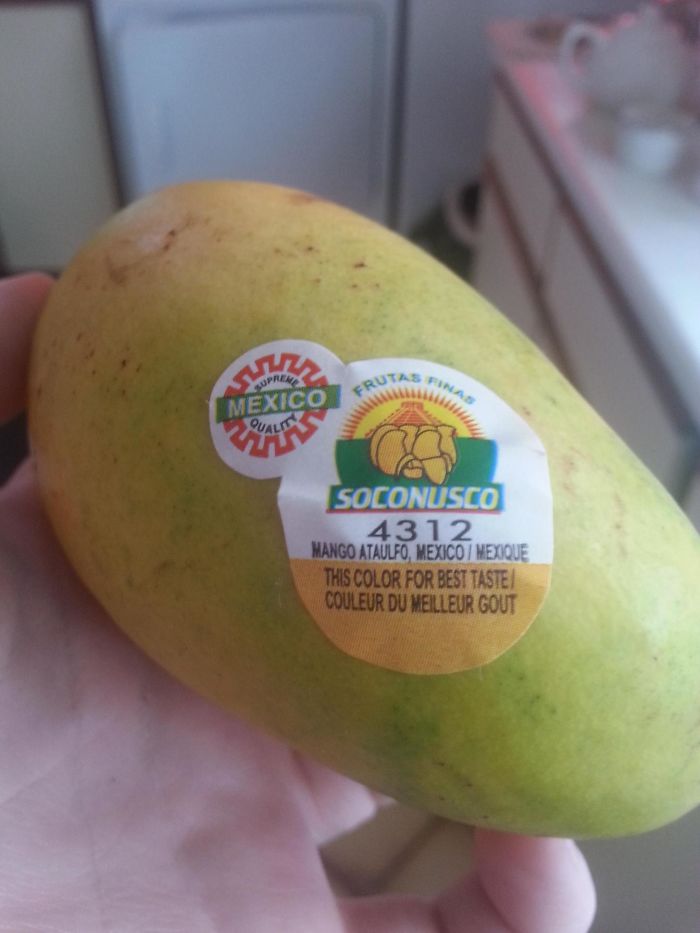 SUPREME
MEXICO
QUALITY
FRUTAS FINAS
SOCONUSCO
4312
MANGO ATAULFO, MEXICO / MEXIQUE
THIS COLOR FOR BEST TASTE /
COULEUR DU MEILLEUR GOUT